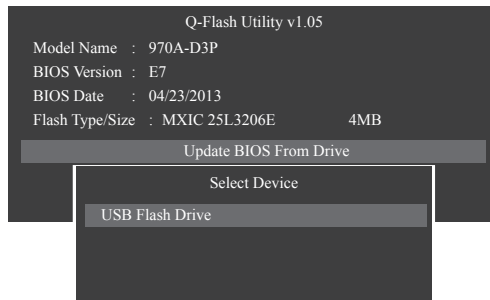 Q-Flash Utility v1.05
Model Name : 970A-D3P
BIOS Version : E7
BIOS Date : 04/23/2013
Flash Type/Size : MXIC 25L3206E 4MB
Update BIOS From Drive
Select Device
USB Flash Drive